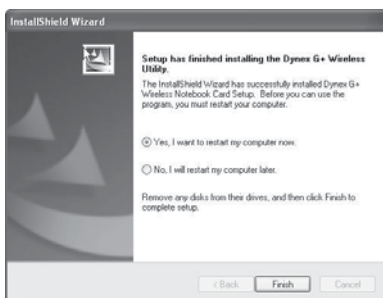 InstallShield Wizard
Setup has finished installing the Dynex G+ Wireless
Utility.
The InstallShield Wizard has successfully installed Dynex G+
Wireless Notebook Card Setup. Before you can use the
program, you must restart your computer.
Yes, I want to restart my computer now.
No, I will restart my computer later.
Remove any disks from their drives, and then click Finish to
complete setup.
< Back Finish Cancel